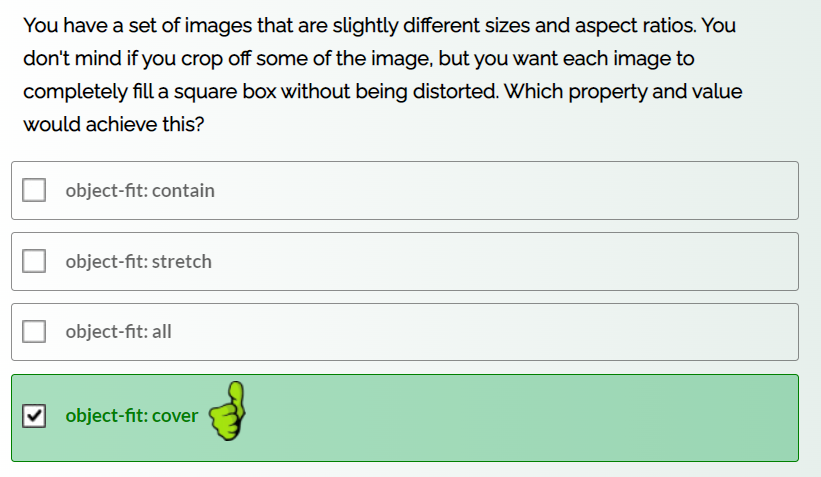 You have a set of images that are slightly different sizes and aspect ratios. You
don't mind if you crop off some of the image, but you want each image to
completely fill a square box without being distorted. Which property and value
would achieve this?
object-fit: contain
object-fit: stretch
object-fit: all
object-fit: cover